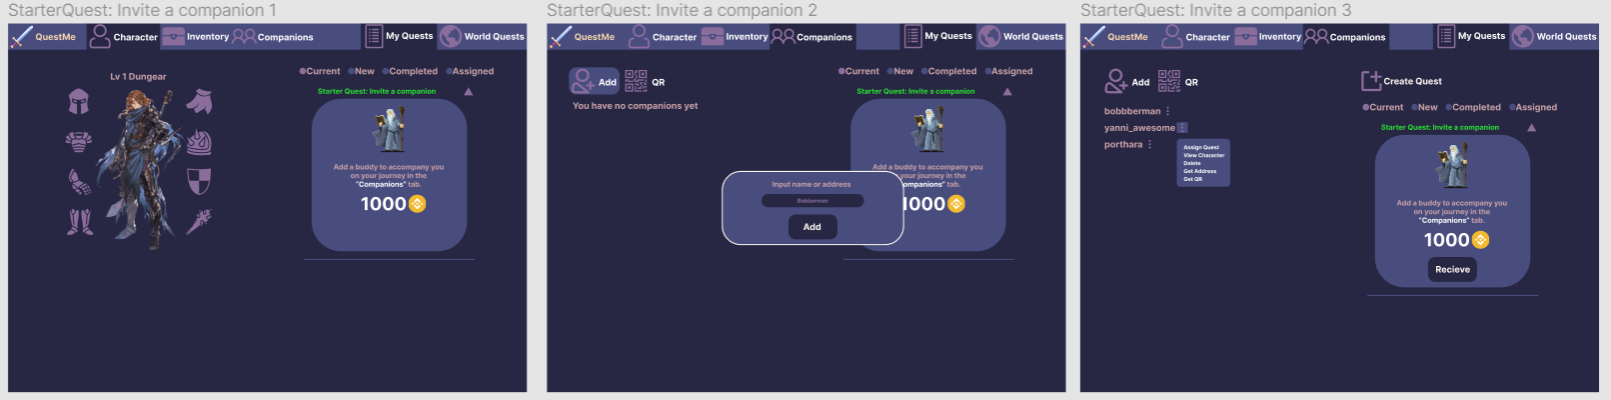 StarterQuest: Invite a companion 1
QuestMe Character Inventory Companions My Quests World Quests
Lv 1 Dungear
Current New Completed Assigned
Starter Quest: Invite a companion
Add a buddy to accompany you
on your journey in the
"Companions" tab.
1000
StarterQuest: Invite a companion 2
QuestMe Character Inventory Companions My Quests World Quests
Add QR
You have no companions yet
Current New Completed Assigned
Starter Quest: Invite a companion
Add a buddy to accompany you
on your journey in the
ompanions" tab.
1000
Input name or address
Bobberman
Add
StarterQuest: Invite a companion 3
QuestMe Character Inventory Companions My Quests World Quests
Add QR
bobbberman
yanni_awesome
porthara
Assign Quest
View Character
Delete
Get Address
Get QR
Create Quest
Current New Completed Assigned
Starter Quest: Invite a companion
Add a buddy to accompany you
on your journey in the
"Companions" tab.
1000
Recieve